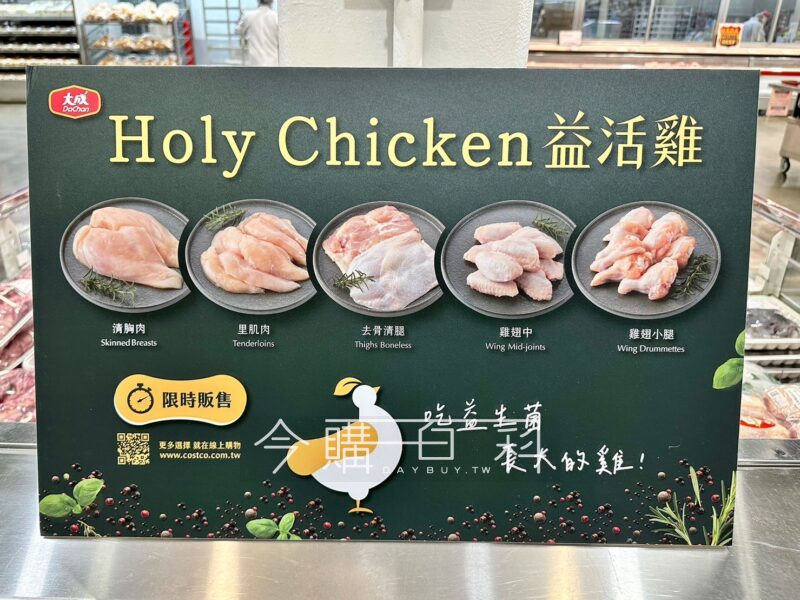 大成
DaChan
Holy Chicken 益活雞
清胸肉
Skinned Breasts
里肌肉
Tenderloins
去骨清腿
Thighs Boneless
雞翅中
Wing Mid-joints
雞翅小腿
Wing Drummettes
限時販售
更多選擇 就在線上購物
www.costco.com.tw
今購百彩
DAYBUY.TW
吃益生菌
長大的雞!